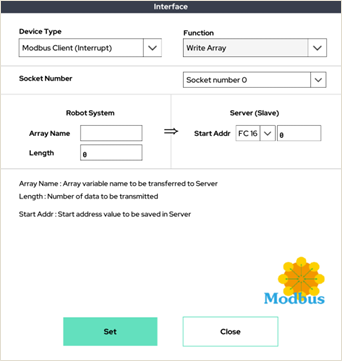 Interface
Device Type
Function
Modbus Client (Interrupt)
Write Array
Socket Number
Socket number 0
Robot System
Server (Slave)
Array Name
⇒
Start Addr
FC 16
0
Length
0
Array Name : Array variable name to be transferred to Server
Length : Number of data to be transmitted
Start Addr : Start address value to be saved in Server
Modbus
Set
Close